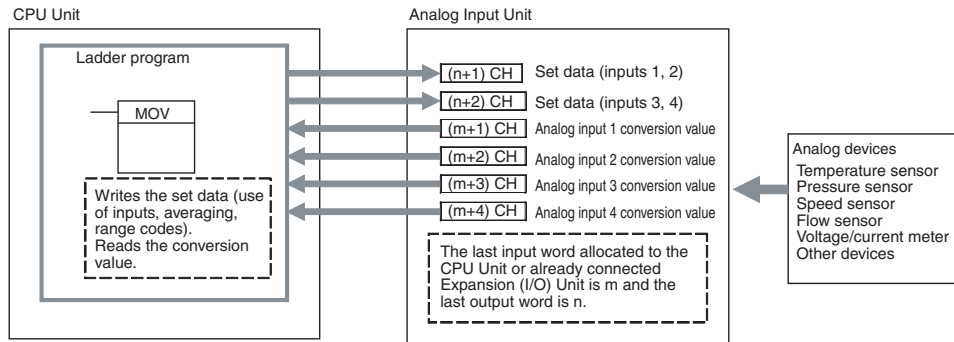 CPU Unit
Ladder program
MOV
Writes the set data (use
of inputs, averaging,
range codes).
Reads the conversion
value.
Analog Input Unit
(n+1) CH Set data (inputs 1, 2)
(n+2) CH Set data (inputs 3, 4)
(m+1) CH Analog input 1 conversion value
(m+2) CH Analog input 2 conversion value
(m+3) CH Analog input 3 conversion value
(m+4) CH Analog input 4 conversion value
The last input word allocated to the
CPU Unit or already connected
Expansion (I/O) Unit is m and the
last output word is n.
Analog devices
Temperature sensor
Pressure sensor
Speed sensor
Flow sensor
Voltage/current meter
Other devices